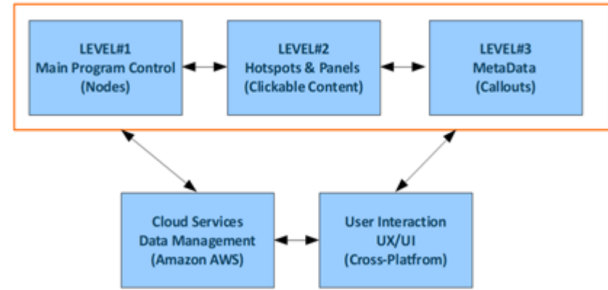 LEVEL#1
Main Program Control
(Nodes)
LEVEL#2
Hotspots & Panels
(Clickable Content)
LEVEL#3
MetaData
(Callouts)
Cloud Services
Data Management
(Amazon AWS)
User Interaction
UX/UI
(Cross-Platfrom)